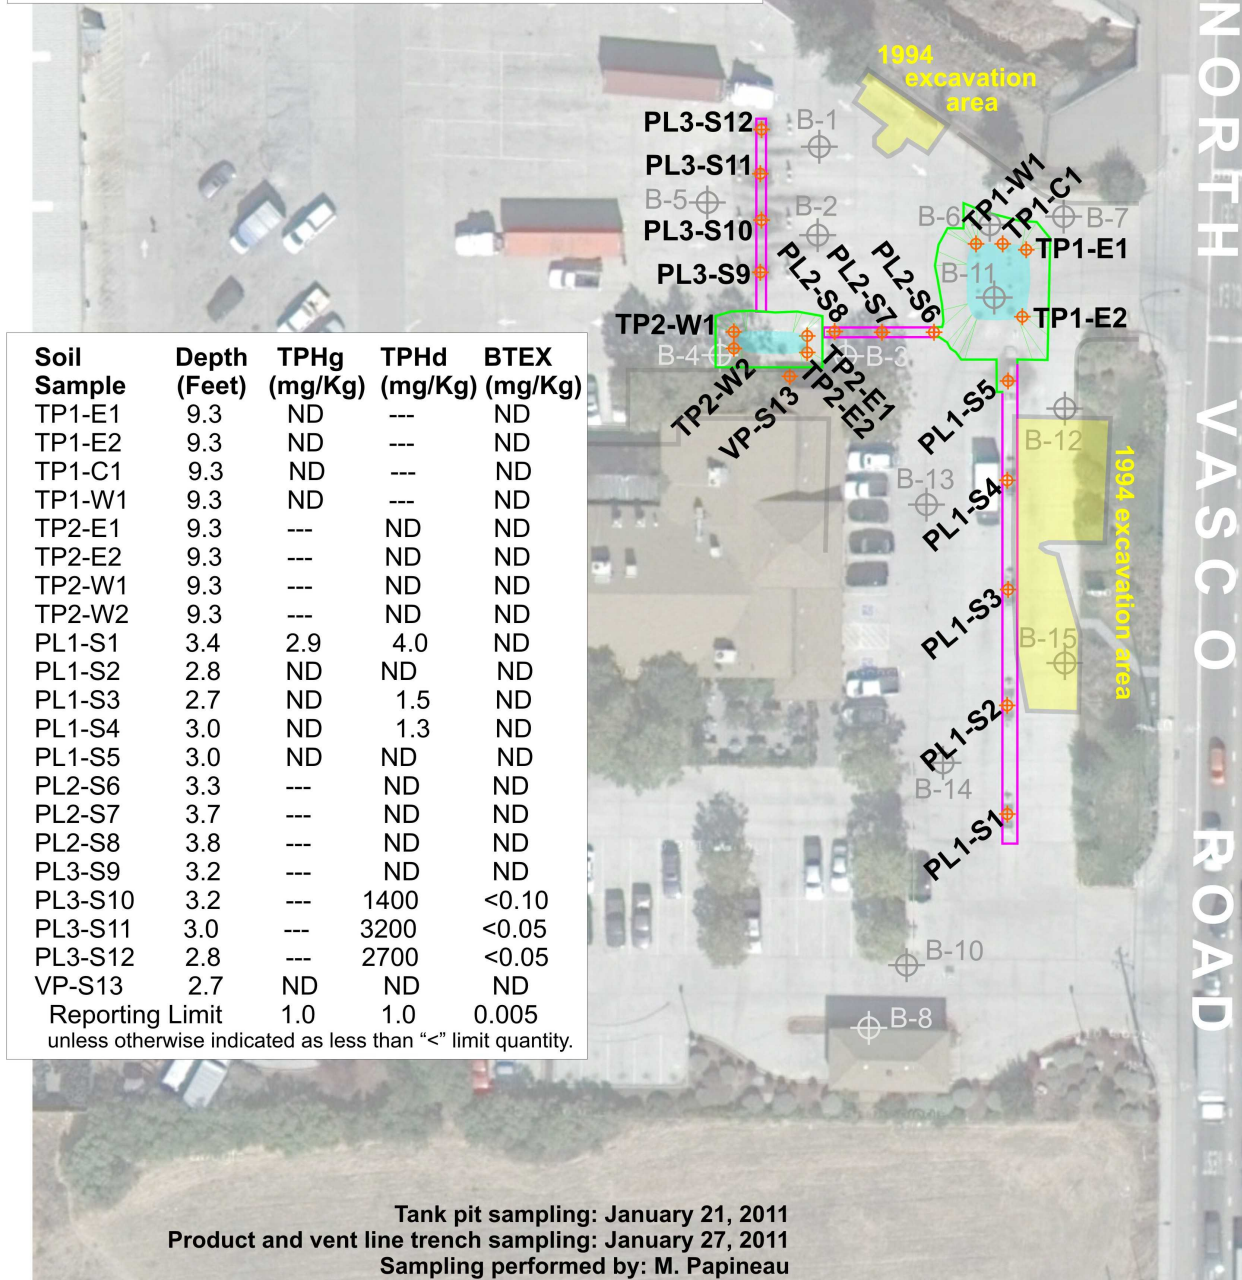 1994
excavation
area
PL3-S12
B-1
PL3-S11
B-5
B-2
PL3-S10
PL3-S9
PL2-S8
PL2-S7
PL2-S6
B-6
TP1-W1
TP1-C1
B-7
TP1-E1
B-11
TP1-E2
TP2-W1
B-4
B-3
TP2-W2
VP-S13
TP2-E1
TP2-E2
PL1-S5
B-12
B-13
PL1-S4
1994 excavation area
PL1-S3
B-15
PL1-S2
B-14
PL1-S1
B-10
B-8
NORTH VASCO ROAD
Soil Sample Depth (Feet) TPHg (mg/Kg) TPHd (mg/Kg) BTEX (mg/Kg)
TP1-E1 9.3 ND --- ND
TP1-E2 9.3 ND --- ND
TP1-C1 9.3 ND --- ND
TP1-W1 9.3 ND --- ND
TP2-E1 9.3 --- ND ND
TP2-E2 9.3 --- ND ND
TP2-W1 9.3 --- ND ND
TP2-W2 9.3 --- ND ND
PL1-S1 3.4 2.9 4.0 ND
PL1-S2 2.8 ND ND ND
PL1-S3 2.7 ND 1.5 ND
PL1-S4 3.0 ND 1.3 ND
PL1-S5 3.0 ND ND ND
PL2-S6 3.3 --- ND ND
PL2-S7 3.7 --- ND ND
PL2-S8 3.8 --- ND ND
PL3-S9 3.2 --- ND ND
PL3-S10 3.2 --- 1400 <0.10
PL3-S11 3.0 --- 3200 <0.05
PL3-S12 2.8 --- 2700 <0.05
VP-S13 2.7 ND ND ND
Reporting Limit 1.0 1.0 0.005
unless otherwise indicated as less than “<” limit quantity.
Tank pit sampling: January 21, 2011
Product and vent line trench sampling: January 27, 2011
Sampling performed by: M. Papineau